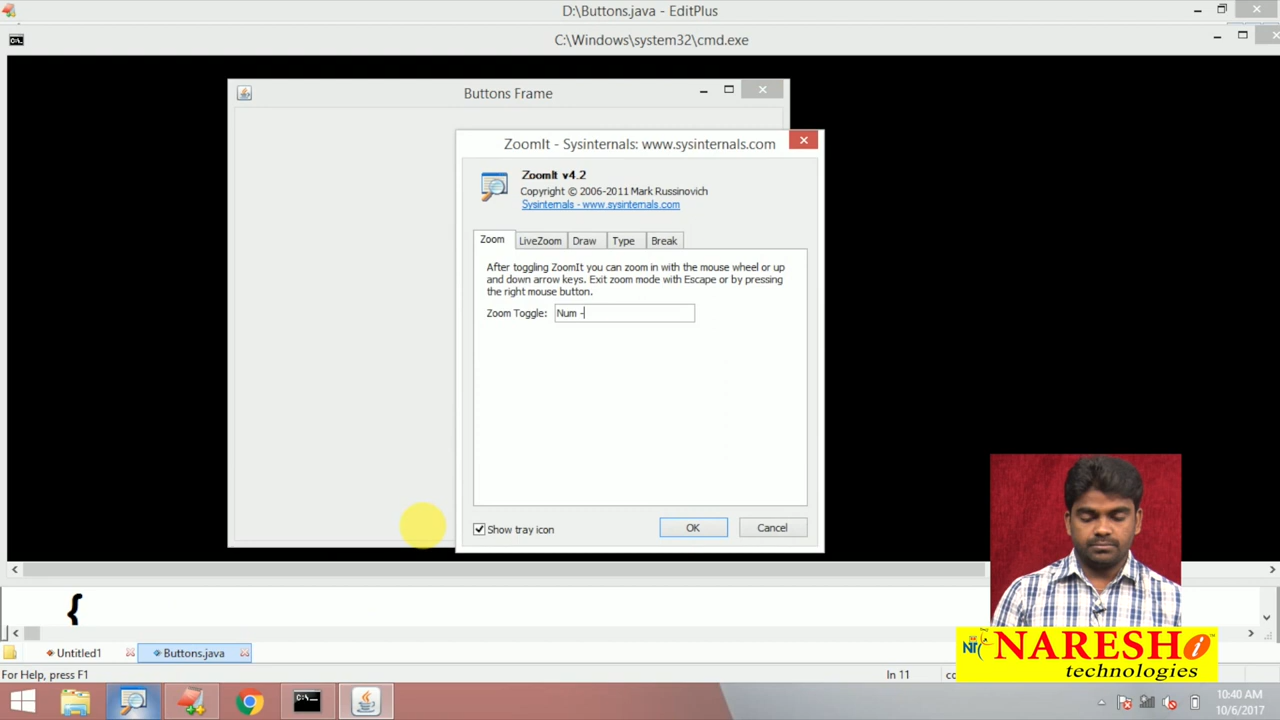 D:\Buttons.java - EditPlus
C:\Windows\system32\cmd.exe
Buttons Frame
ZoomIt - Sysinternals: www.sysinternals.com
ZoomIt v4.2
Copyright © 2006-2011 Mark Russinovich
Sysinternals - www.sysinternals.com
Zoom LiveZoom Draw Type Break
After toggling ZoomIt you can zoom in with the mouse wheel or up
and down arrow keys. Exit zoom mode with Escape or by pressing
the right mouse button.
Zoom Toggle: Num -
Show tray icon OK Cancel
{
Untitled1 Buttons.java
For Help, press F1 ln 11
NARESH i
technologies
10:40 AM
10/6/2017